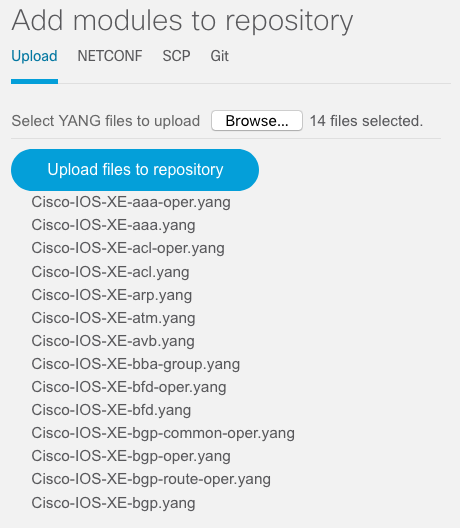 Add modules to repository
Upload NETCONF SCP Git
Select YANG files to upload Browse... 14 files selected.
Upload files to repository
Cisco-IOS-XE-aaa-oper.yang
Cisco-IOS-XE-aaa.yang
Cisco-IOS-XE-acl-oper.yang
Cisco-IOS-XE-acl.yang
Cisco-IOS-XE-arp.yang
Cisco-IOS-XE-atm.yang
Cisco-IOS-XE-avb.yang
Cisco-IOS-XE-bba-group.yang
Cisco-IOS-XE-bfd-oper.yang
Cisco-IOS-XE-bfd.yang
Cisco-IOS-XE-bgp-common-oper.yang
Cisco-IOS-XE-bgp-oper.yang
Cisco-IOS-XE-bgp-route-oper.yang
Cisco-IOS-XE-bgp.yang